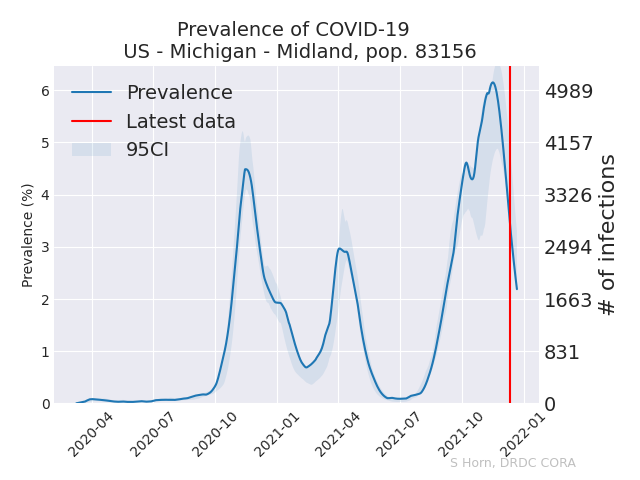 Prevalence of COVID-19
US - Michigan - Midland, pop. 83156
Prevalence
Latest data
95CI
Prevalence (%)
6
5
4
3
2
1
0
4989
4157
3326
2494
1663
831
0
# of infections
2020-04
2020-07
2020-10
2021-01
2021-04
2021-07
2021-10
2022-01
S Horn, DRDC CORA